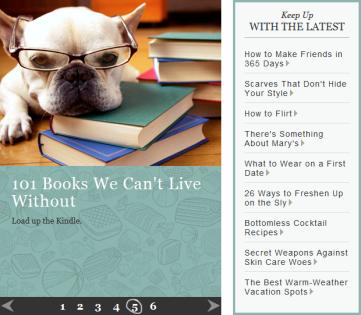 101 Books We Can't Live
Without
Load up the Kindle.
1 2 3 4 5 6
Keep Up
WITH THE LATEST
How to Make Friends in
365 Days
Scarves That Don't Hide
Your Style
How to Flirt
There's Something
About Mary's
What to Wear on a First
Date
26 Ways to Freshen Up
on the Sly
Bottomless Cocktail
Recipes
Secret Weapons Against
Skin Care Woes
The Best Warm-Weather
Vacation Spots